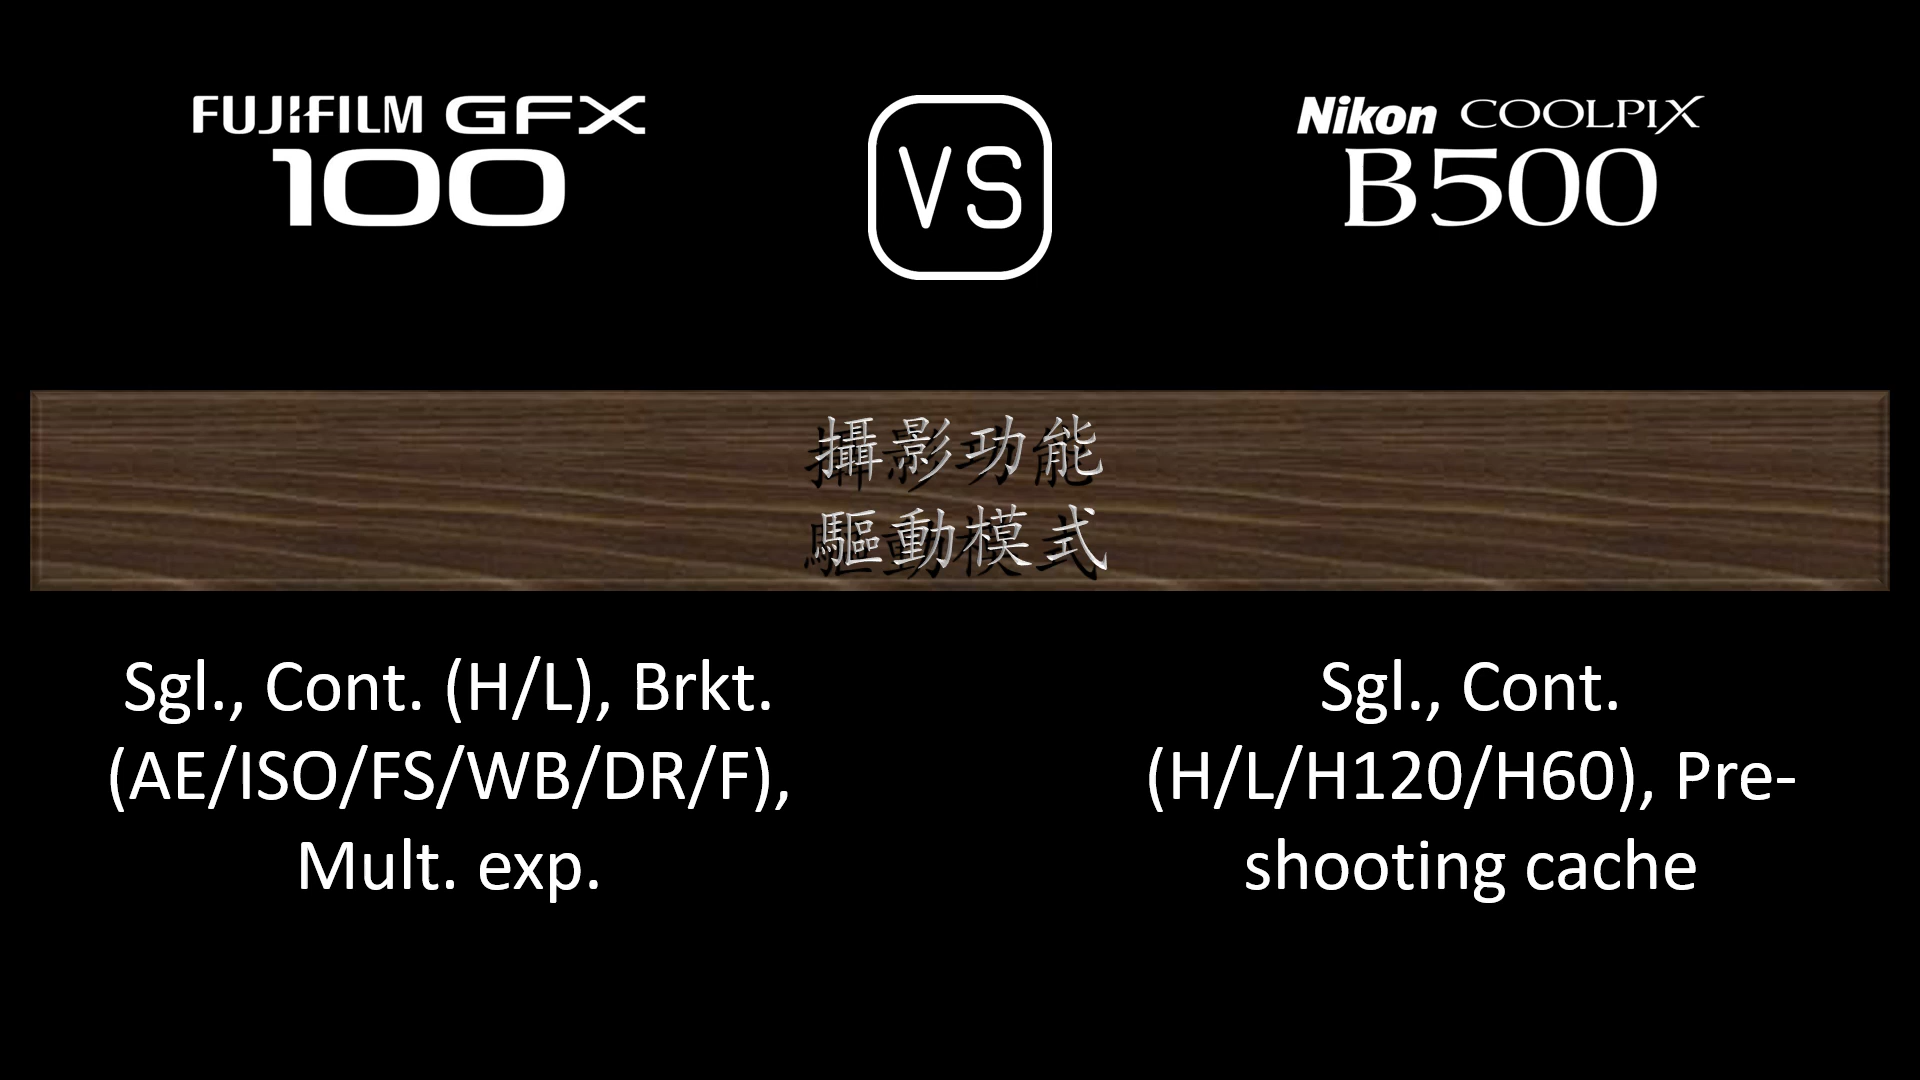 FUJIFILM GFX
100
VS
Nikon COOLPIX
B500
攝影功能
驅動模式
Sgl., Cont. (H/L), Brkt.
(AE/ISO/FS/WB/DR/F),
Mult. exp.
Sgl., Cont.
(H/L/H120/H60), Pre-
shooting cache